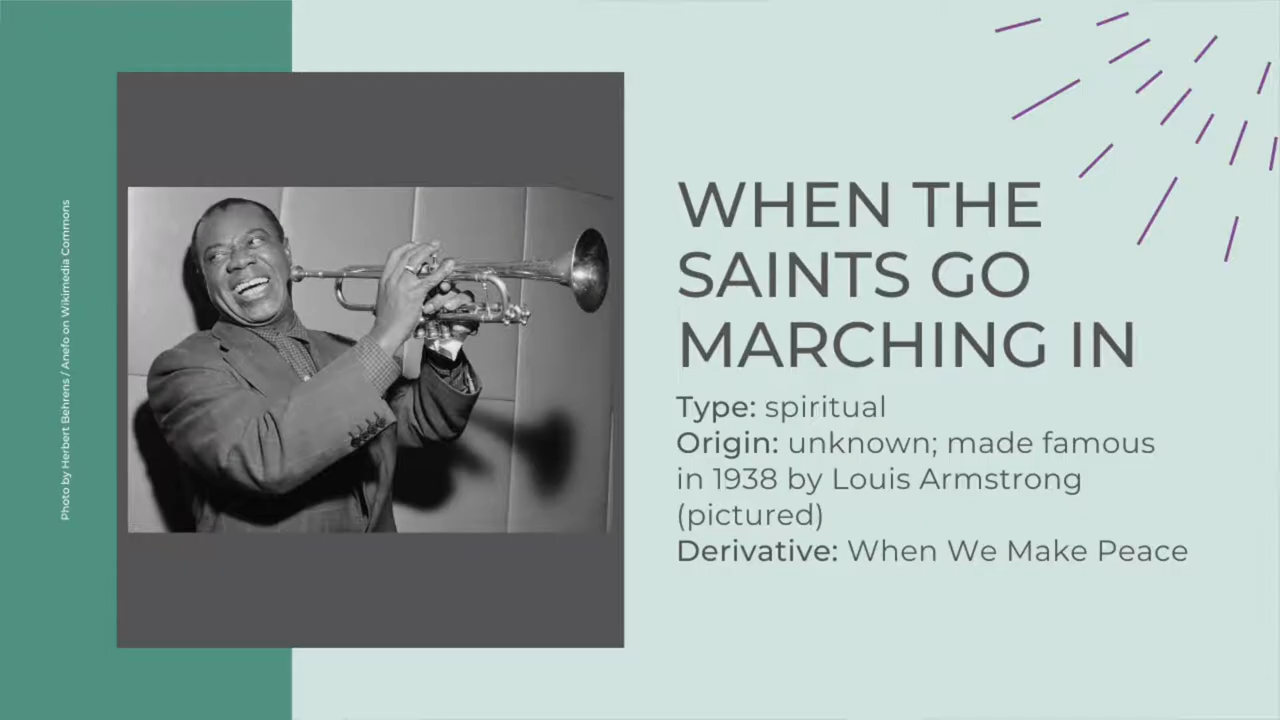 Photo by Herbert Behrens / Anefo on Wikimedia Commons
WHEN THE
SAINTS GO
MARCHING IN
Type: spiritual
Origin: unknown; made famous
in 1938 by Louis Armstrong
(pictured)
Derivative: When We Make Peace